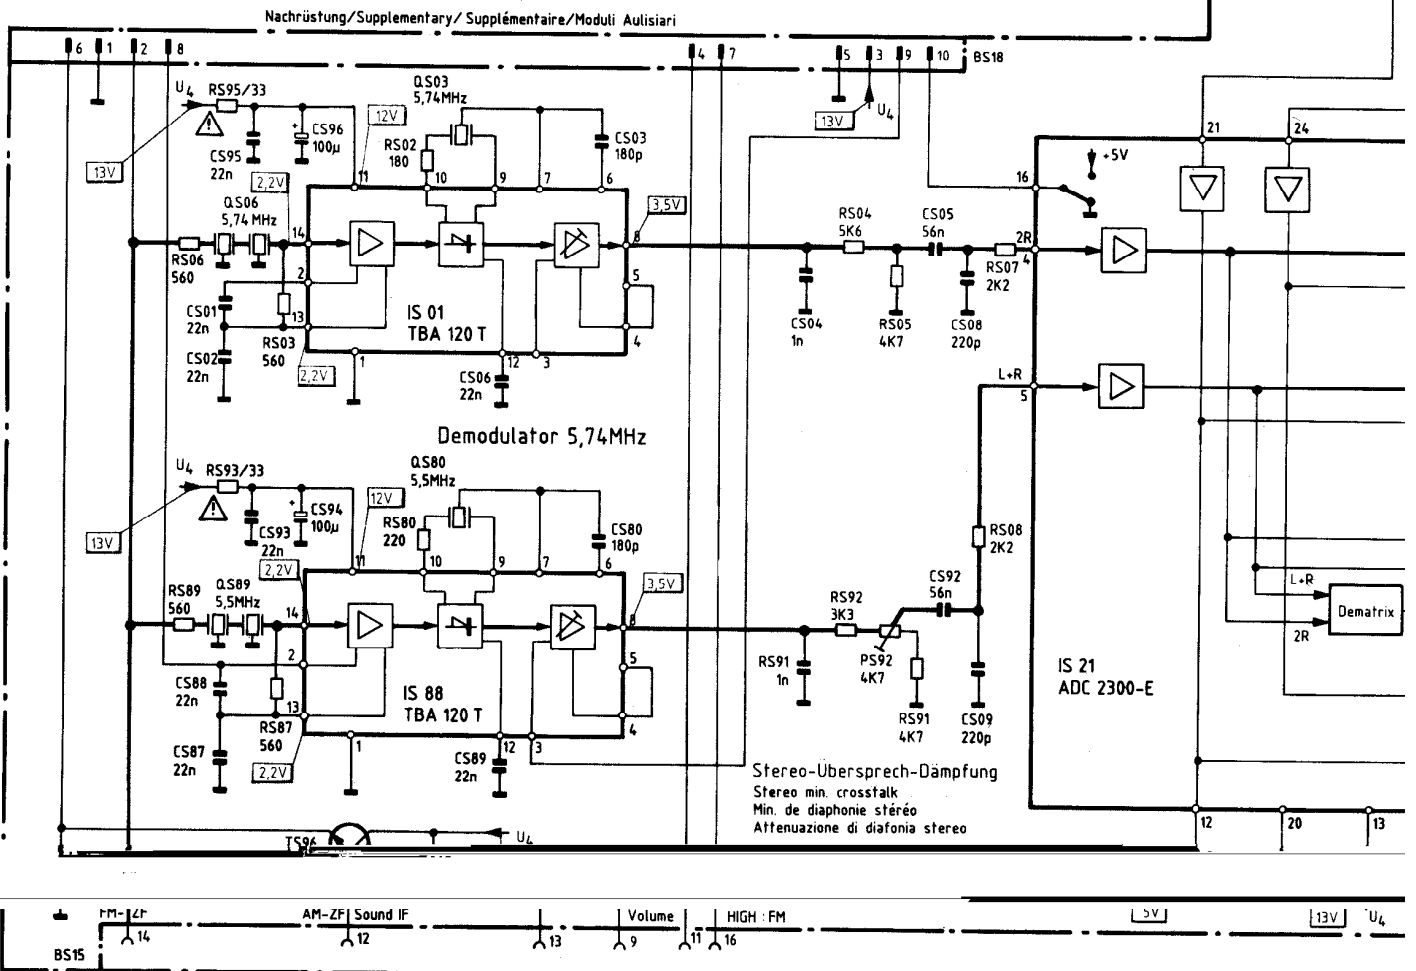 Nachrüstung/Supplementary/ Supplémentaire/Moduli Aulisiari
6 1 2 8 4 7 5 3 9 10 BS18
U4 RS95/33
12V
QS03
5,74MHz
13V U4
CS95
22n
CS96
100µ
+
RS02
180
CS03
180p
13V
2,2V
11 10 9 7 6
21 24
+5V
16
QS06
5,74 MHz
3,5V
RS04
5K6
CS05
56n
14
8
2R
4
RS06
560
RS07
2K2
2
5
CS01
22n
13
IS 01
TBA 120 T
CS04
1n
RS05
4K7
CS08
220p
RS03
560
4
CS02
22n
2,2V
1 12 3
CS06
22n
L+R
5
Demodulator 5,74MHz
U4 RS93/33
12V
QS80
5,5MHz
13V
CS93
22n
CS94
100µ
+
RS80
220
CS80
180p
RS08
2K2
2,2V
11 10 9 7 6
3,5V
RS89
560
QS89
5,5MHz
14
8
RS92
3K3
CS92
56n
L+R
Dematrix
2R
2
5
CS88
22n
13
IS 88
TBA 120 T
RS91
1n
PS92
4K7
IS 21
ADC 2300-E
RS87
560
4
RS91
4K7
CS09
220p
CS87
22n
2,2V
1 12 3
CS89
22n
Stereo-Übersprech-Dämpfung
Stereo min. crosstalk
Min. de diaphonie stéréo
Attenuazione di diafonia stereo
12 20 13
TS96
U4
FM-ZF AM-ZF Sound IF Volume HIGH : FM 5V 13V U4
BS15 14 12 13 9 11 16